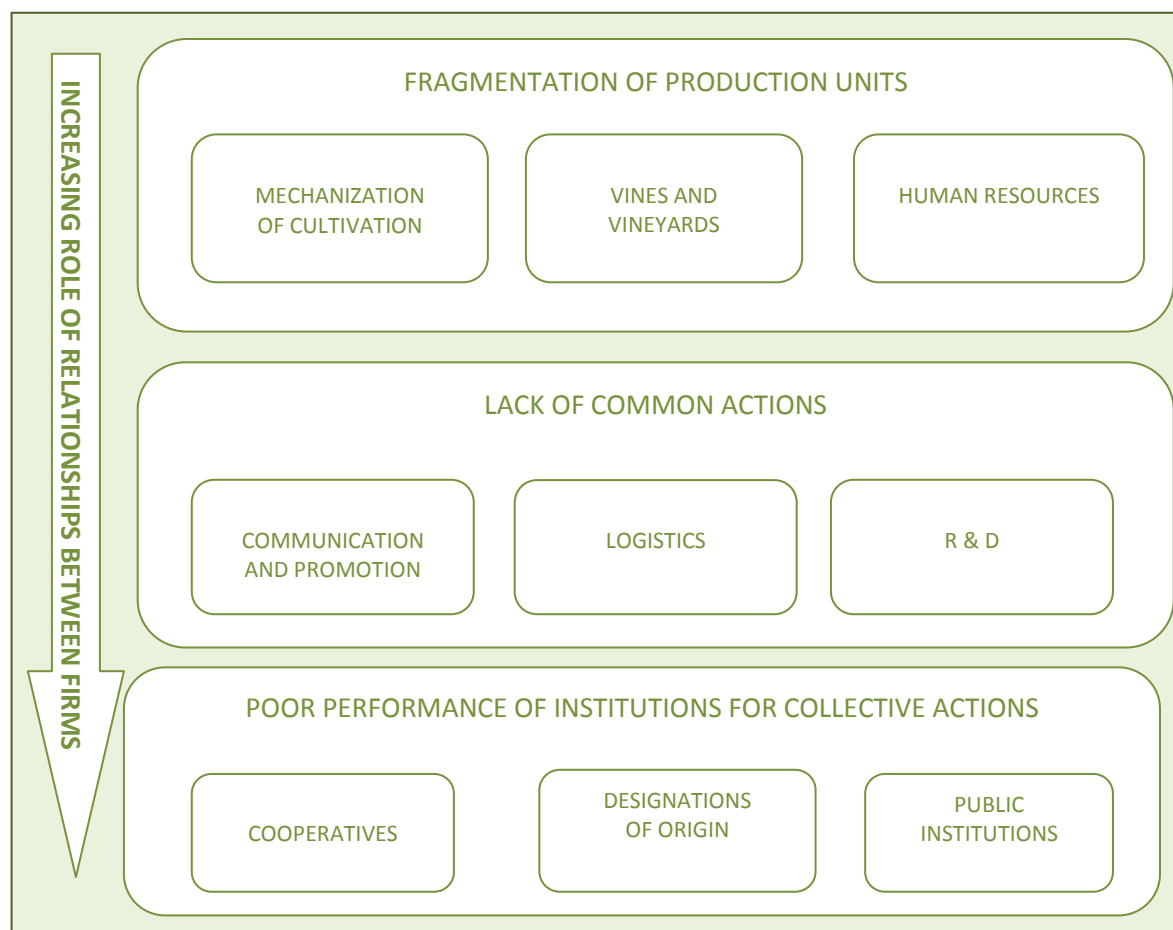 INCREASING ROLE OF RELATIONSHIPS BETWEEN FIRMS
FRAGMENTATION OF PRODUCTION UNITS
MECHANIZATION
OF CULTIVATION
VINES AND
VINEYARDS
HUMAN RESOURCES
LACK OF COMMON ACTIONS
COMMUNICATION
AND PROMOTION
LOGISTICS
R & D
POOR PERFORMANCE OF INSTITUTIONS FOR COLLECTIVE ACTIONS
COOPERATIVES
DESIGNATIONS
OF ORIGIN
PUBLIC
INSTITUTIONS